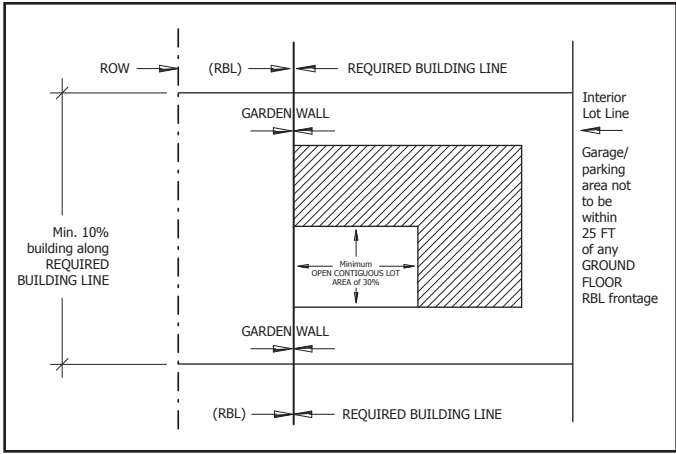 ROW
(RBL)
REQUIRED BUILDING LINE
GARDEN WALL
Interior
Lot Line
Garage/
parking
area not
to be
within
25 FT
of any
GROUND
FLOOR
RBL frontage
Min. 10%
building along
REQUIRED
BUILDING LINE
Minimum
OPEN CONTIGUOUS LOT
AREA of 30%
GARDEN WALL
(RBL)
REQUIRED BUILDING LINE